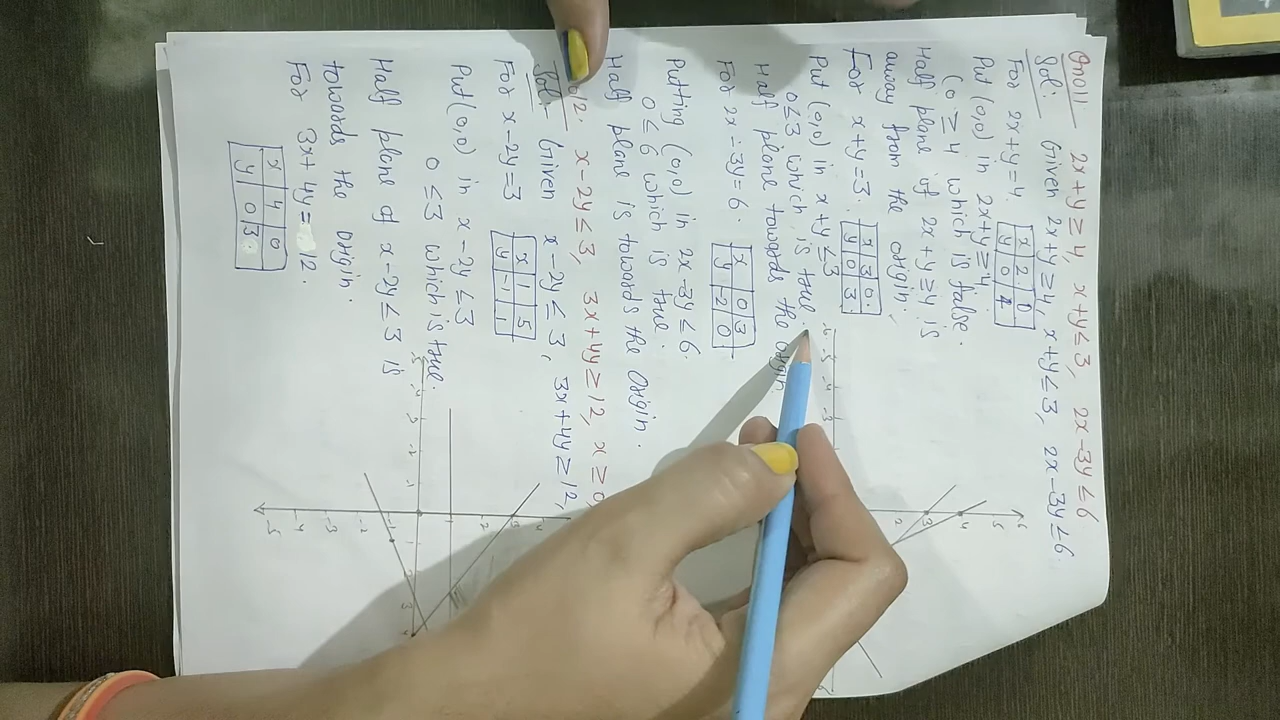 Qno11 2x+y≥4, x+y≤3, 2x-3y≤6
Sol: Given 2x+y≥4, x+y≤3, 2x-3y≤6
For 2x+y=4.
x 2 0
y 0 4
Put (0,0) in 2x+y≥4
(0≥4 which is false.
Half plane of 2x+y≥4 is
away from the origin.
For x+y=3.
x 3 0
y 0 3
Put (0,0) in x+y≤3
0≤3 which is true
Half plane towards the origin
For 2x-3y=6.
x 0 3
y 2 0
Putting (0,0) in 2x-3y≤6
0≤6 which is true
Half plane is towards the origin.
012. x-2y≤3, 3x+4y≥12, x≥0,
Sol: Given x-2y≤3, 3x+4y≥12,
For x-2y=3
x 1 5
y -1 1
Put (0,0) in x-2y≤3
0≤3 which is true.
Half plane of x-2y≤3 is
towards the origin.
For 3x+4y=12.
x 4 0
y 0 3